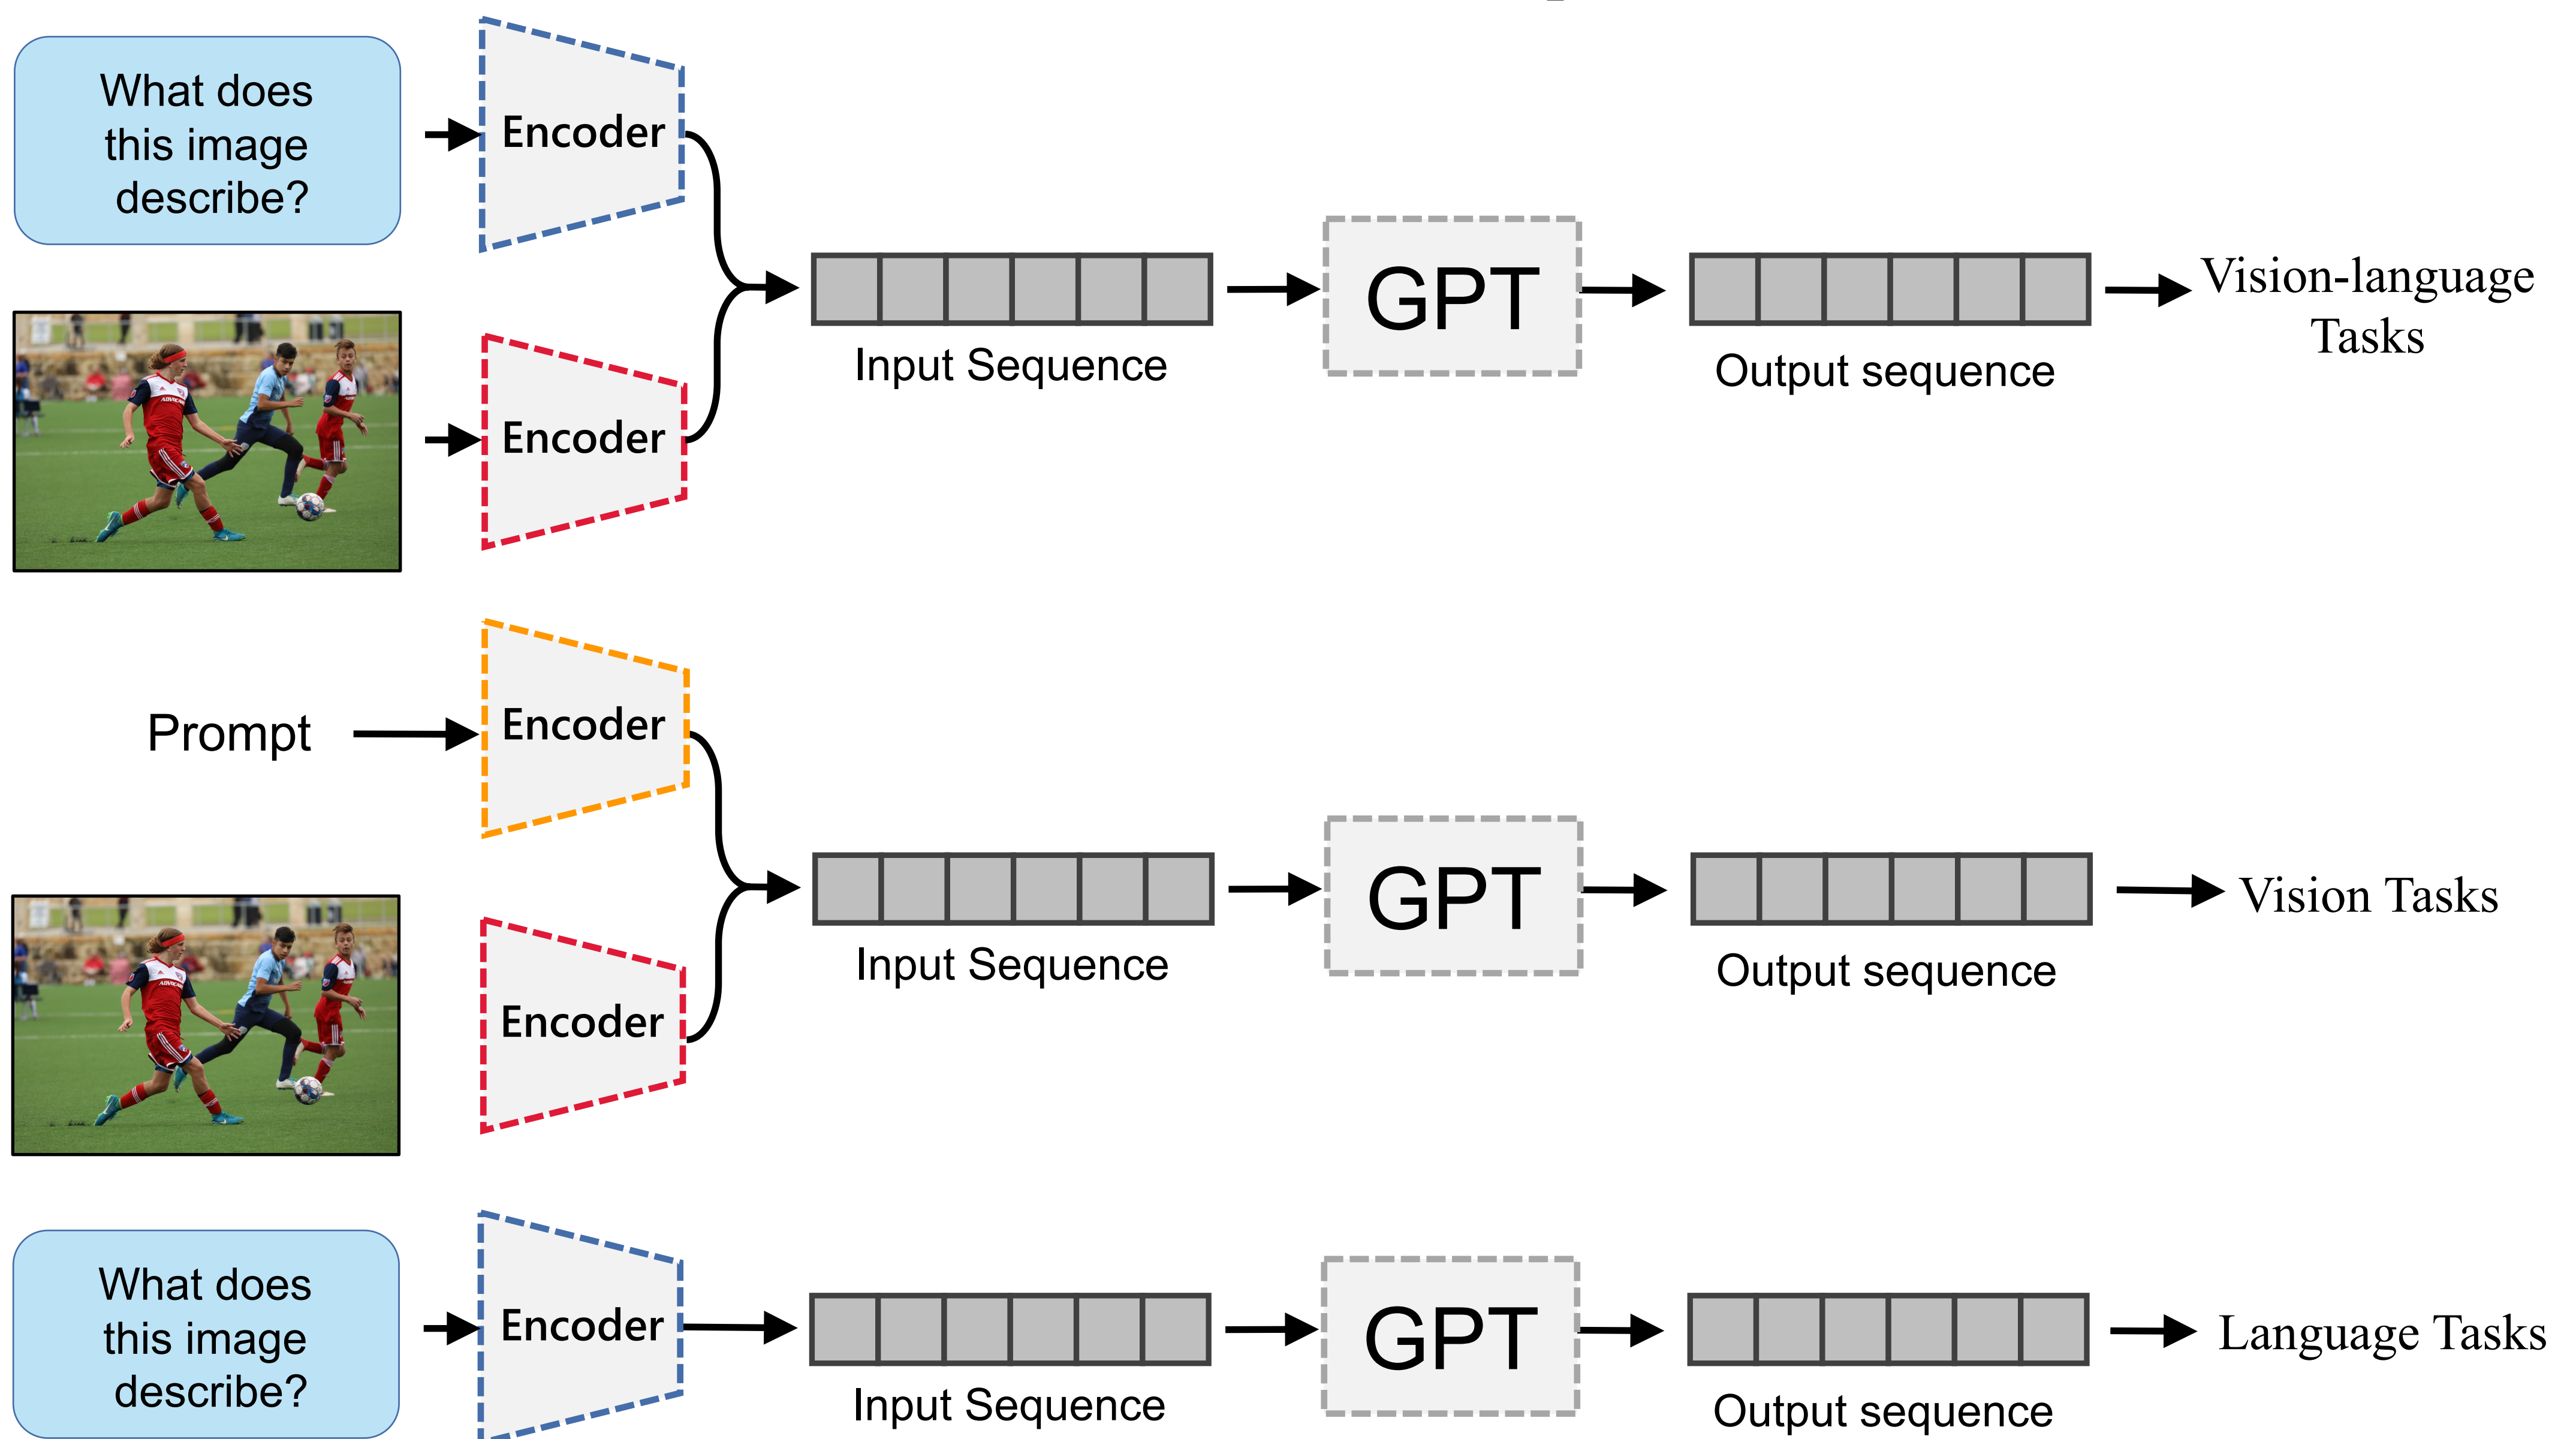 What does
this image
describe?
Encoder
Encoder
Input Sequence
GPT
Output sequence
Vision-language
Tasks
Prompt
Encoder
Encoder
Input Sequence
GPT
Output sequence
Vision Tasks
What does
this image
describe?
Encoder
Input Sequence
GPT
Output sequence
Language Tasks